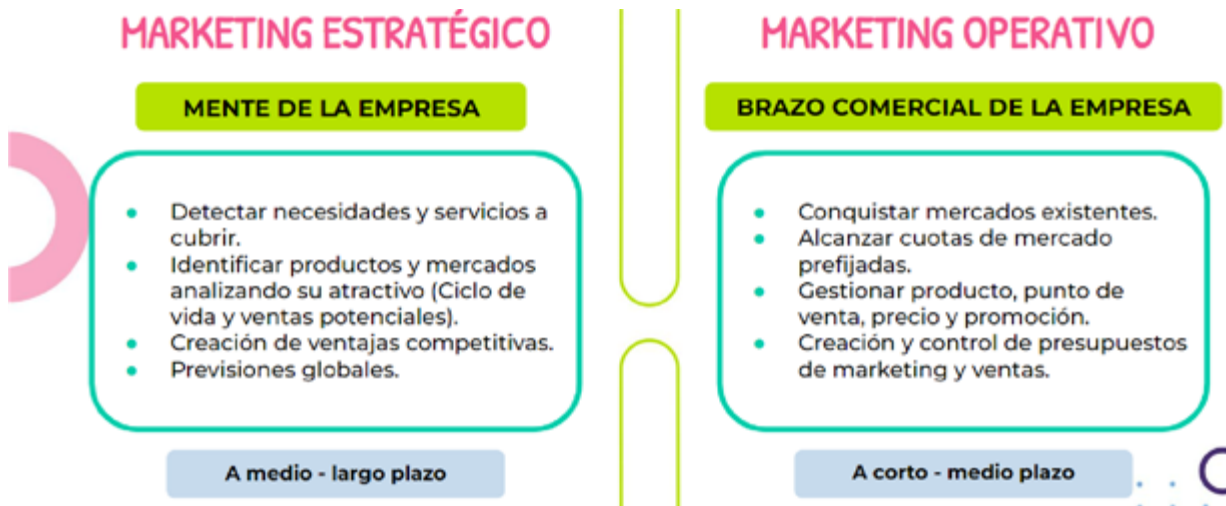 MARKETING ESTRATÉGICO
MENTE DE LA EMPRESA
● Detectar necesidades y servicios a
cubrir.
● Identificar productos y mercados
analizando su atractivo (Ciclo de
vida y ventas potenciales).
● Creación de ventajas competitivas.
● Previsiones globales.
A medio - largo plazo
MARKETING OPERATIVO
BRAZO COMERCIAL DE LA EMPRESA
● Conquistar mercados existentes.
● Alcanzar cuotas de mercado
prefijadas.
● Gestionar producto, punto de
venta, precio y promoción.
● Creación y control de presupuestos
de marketing y ventas.
A corto - medio plazo